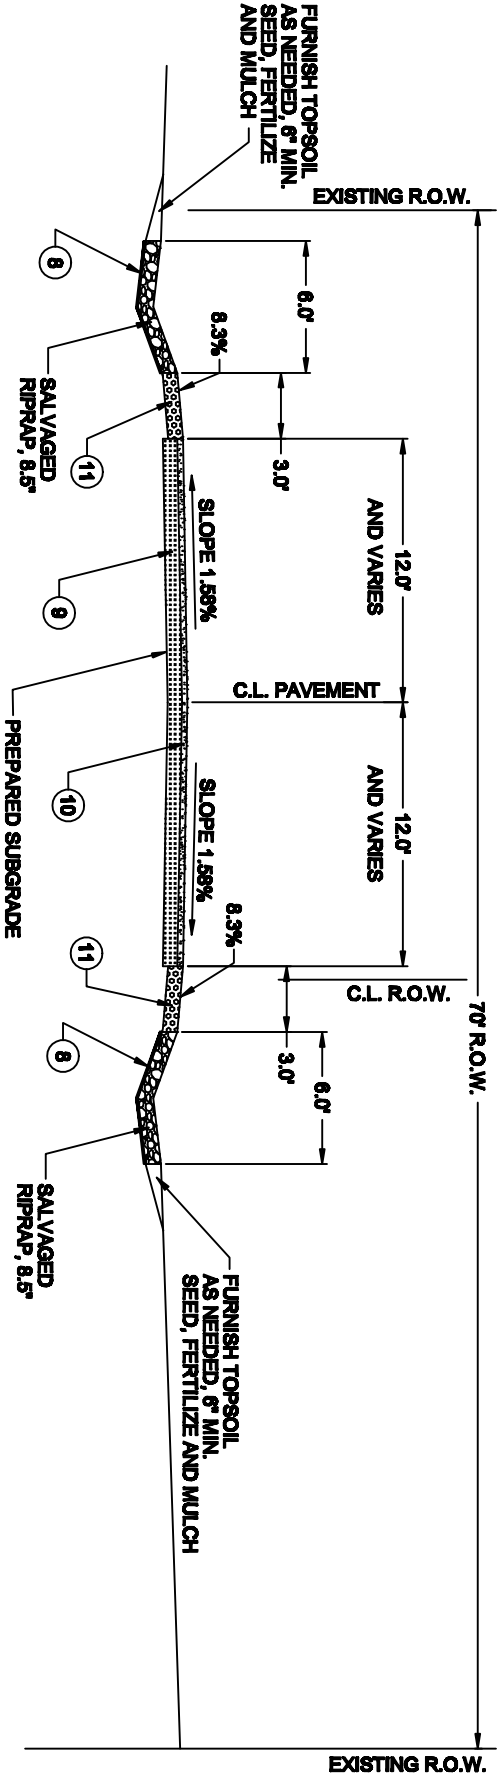 70' R.O.W.
EXISTING R.O.W.
EXISTING R.O.W.
FURNISH TOPSOIL
AS NEEDED, 6" MIN.
SEED, FERTILIZE
AND MULCH
6.0'
3.0'
8.3%
12.0'
AND VARIES
C.L. PAVEMENT
12.0'
AND VARIES
C.L. R.O.W.
3.0'
6.0'
8.3%
SLOPE 1.58%
SLOPE 1.58%
FURNISH TOPSOIL
AS NEEDED, 6" MIN.
SEED, FERTILIZE AND MULCH
8
SALVAGED
RIPRAP, 8.5"
11
9
PREPARED SUBGRADE
10
11
8
SALVAGED
RIPRAP, 8.5"